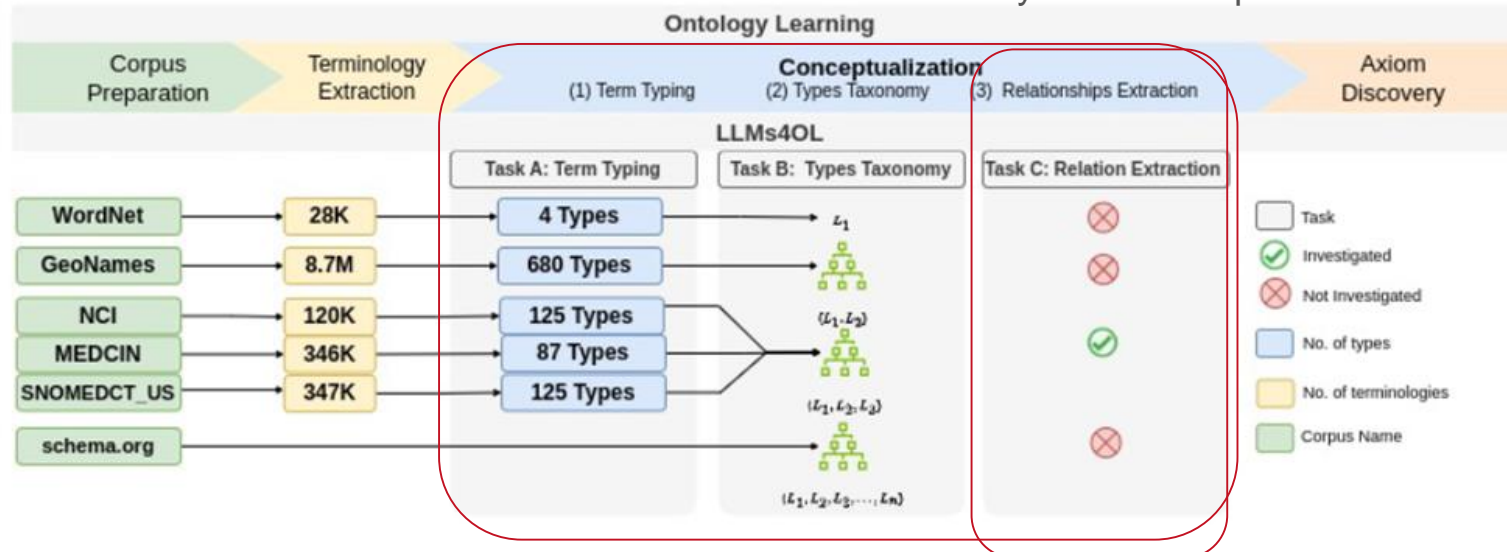 Ontology Learning
Corpus Preparation
Terminology Extraction
Conceptualization
(1) Term Typing
(2) Types Taxonomy
(3) Relationships Extraction
Axiom Discovery
LLMs4OL
Task A: Term Typing
Task B: Types Taxonomy
Task C: Relation Extraction
WordNet
28K
4 Types
L1
GeoNames
8.7M
680 Types
{L1,L3}
NCI
120K
125 Types
MEDCIN
346K
87 Types
SNOMEDCT_US
347K
125 Types
{L1, L2, L3}
schema.org
{L1, L2, L3, ..., Ln}
Task
Investigated
Not Investigated
No. of types
No. of terminologies
Corpus Name